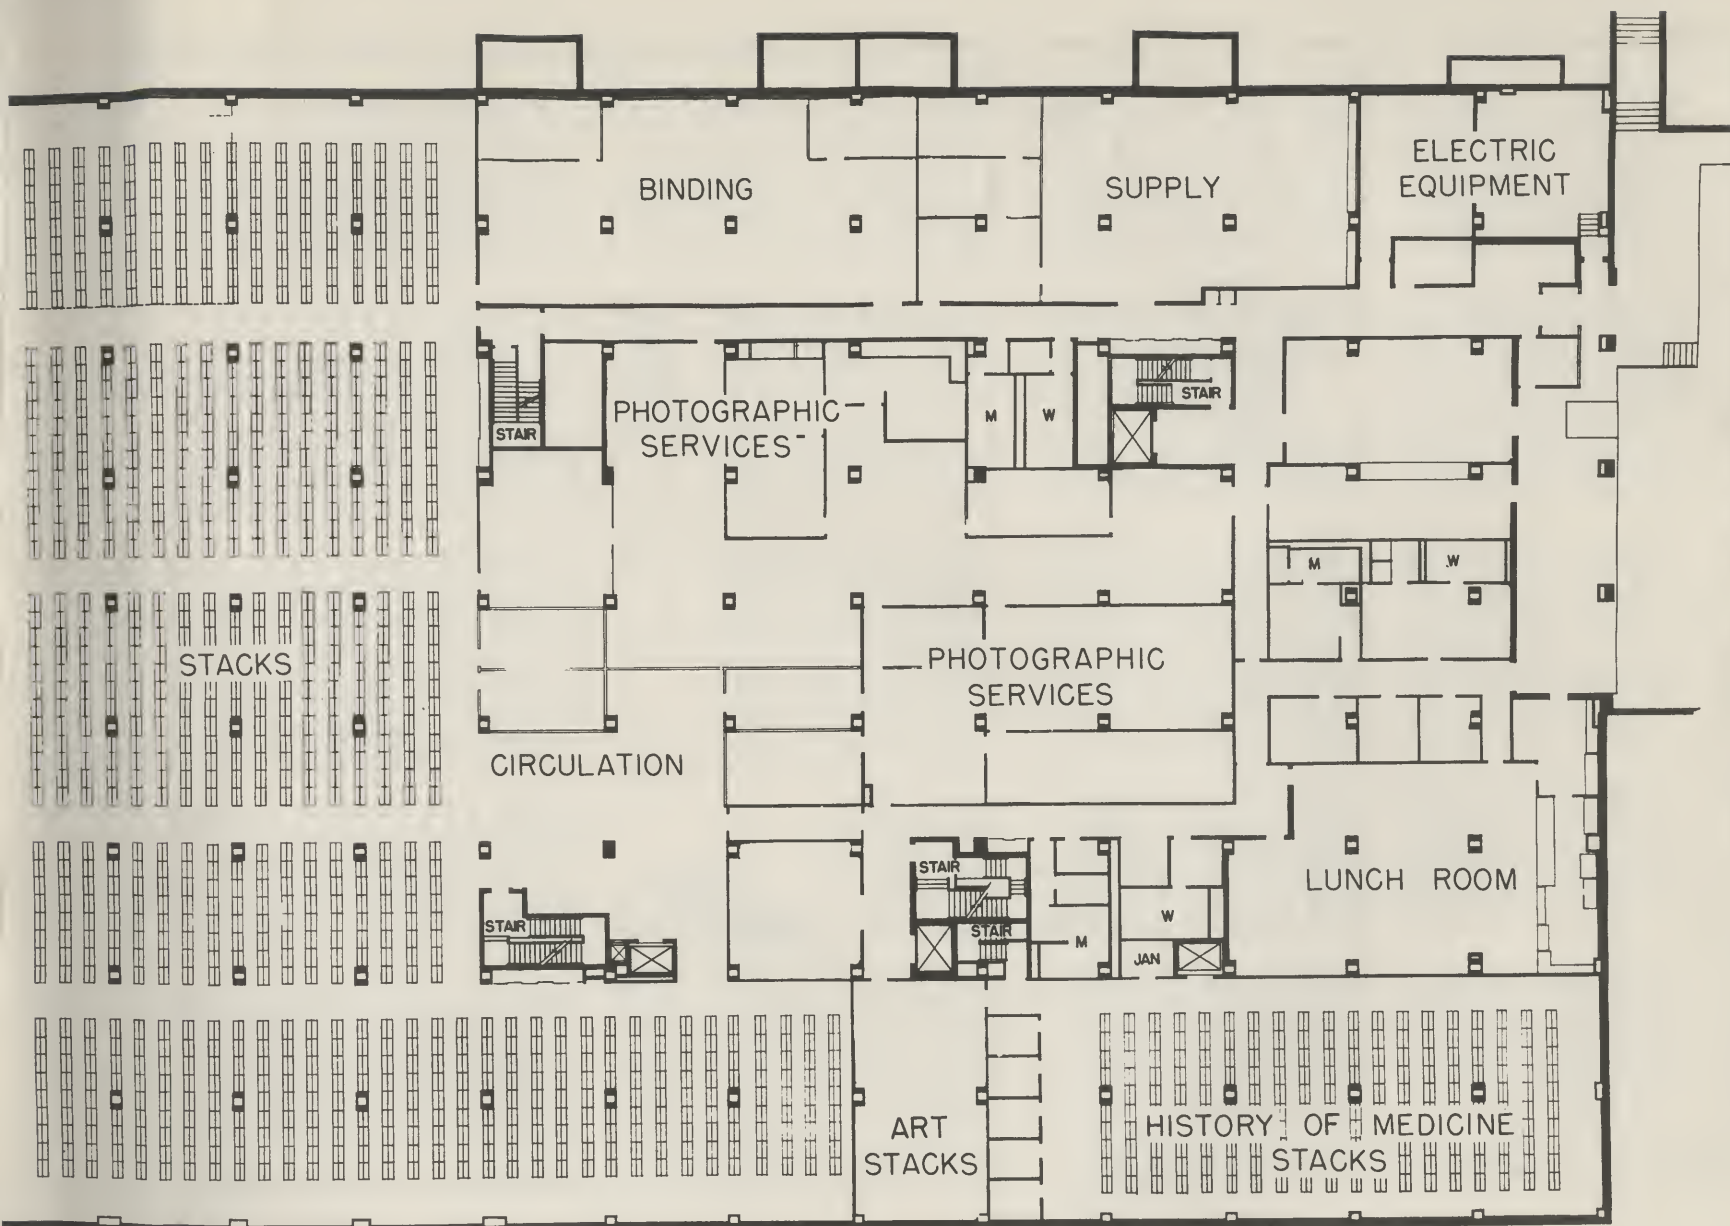 ELECTRIC
EQUIPMENT
BINDING
SUPPLY
STAIR
PHOTOGRAPHIC
SERVICES
M
W
STAIR
STAIR
M
W
STACKS
PHOTOGRAPHIC
SERVICES
CIRCULATION
STAIR
LUNCH ROOM
STAIR
STAIR
W
M
JAN
ART
STACKS
HISTORY OF MEDICINE
STACKS